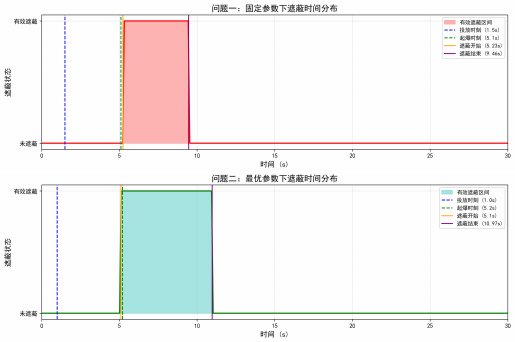 问题一：固定参数下遮蔽时间分布
有效遮蔽
未遮蔽
遮蔽状态
有效遮蔽区间
投放时刻 (1.5s)
起爆时刻 (5.1s)
遮蔽开始 (5.23s)
遮蔽结束 (9.46s)
0 5 10 15 20 25 30
时间 (s)
问题二：最优参数下遮蔽时间分布
有效遮蔽
未遮蔽
遮蔽状态
有效遮蔽区间
投放时刻 (1.0s)
起爆时刻 (5.2s)
遮蔽开始 (5.1s)
遮蔽结束 (10.97s)
0 5 10 15 20 25 30
时间 (s)